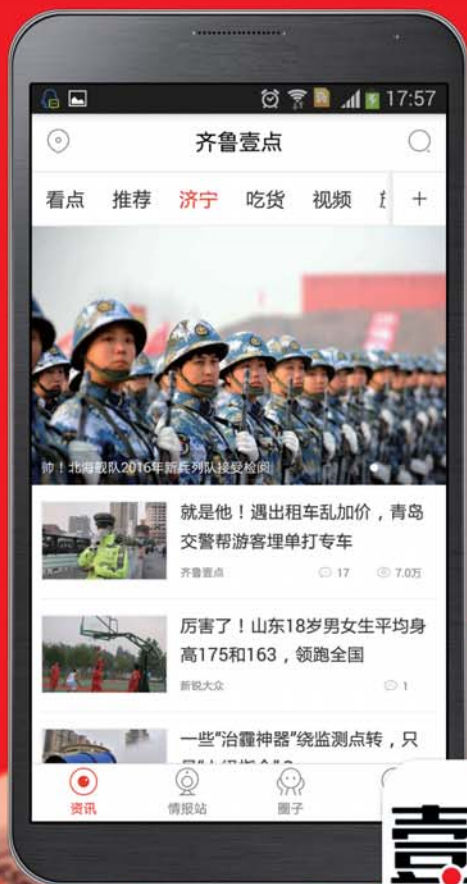 17:57
齐鲁壹点
看点 推荐 济宁 吃货 视频
+
帅！北海舰队2016年新兵列队接受检阅
就是他！遇出租车乱加价，青岛
交警帮游客埋单打专车
齐鲁壹点 17 7.0万
厉害了！山东18岁男女生平均身
高175和163，领跑全国
新锐大众 1
一些“治霾神器”绕监测点转，只
资讯 情报站 圈子
壹